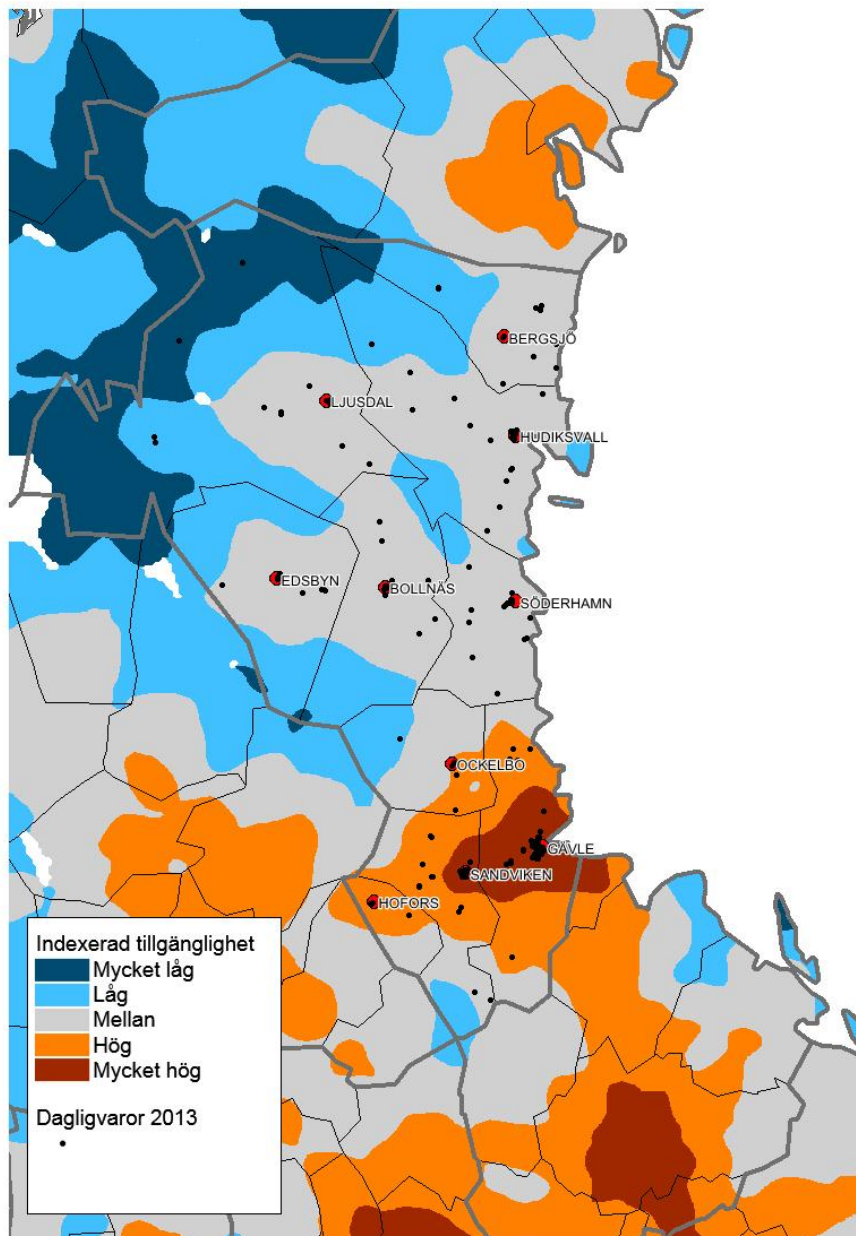 BERGSJÖ
LJUSDAL
HUDIKSVALL
EDSBYN
BOLLNÄS
SÖDERHAMN
OCKELBO
GÄVLE
SANDVIKEN
HOFORS
Indexerad tillgänglighet
Mycket låg
Låg
Mellan
Hög
Mycket hög
Dagligvaror 2013